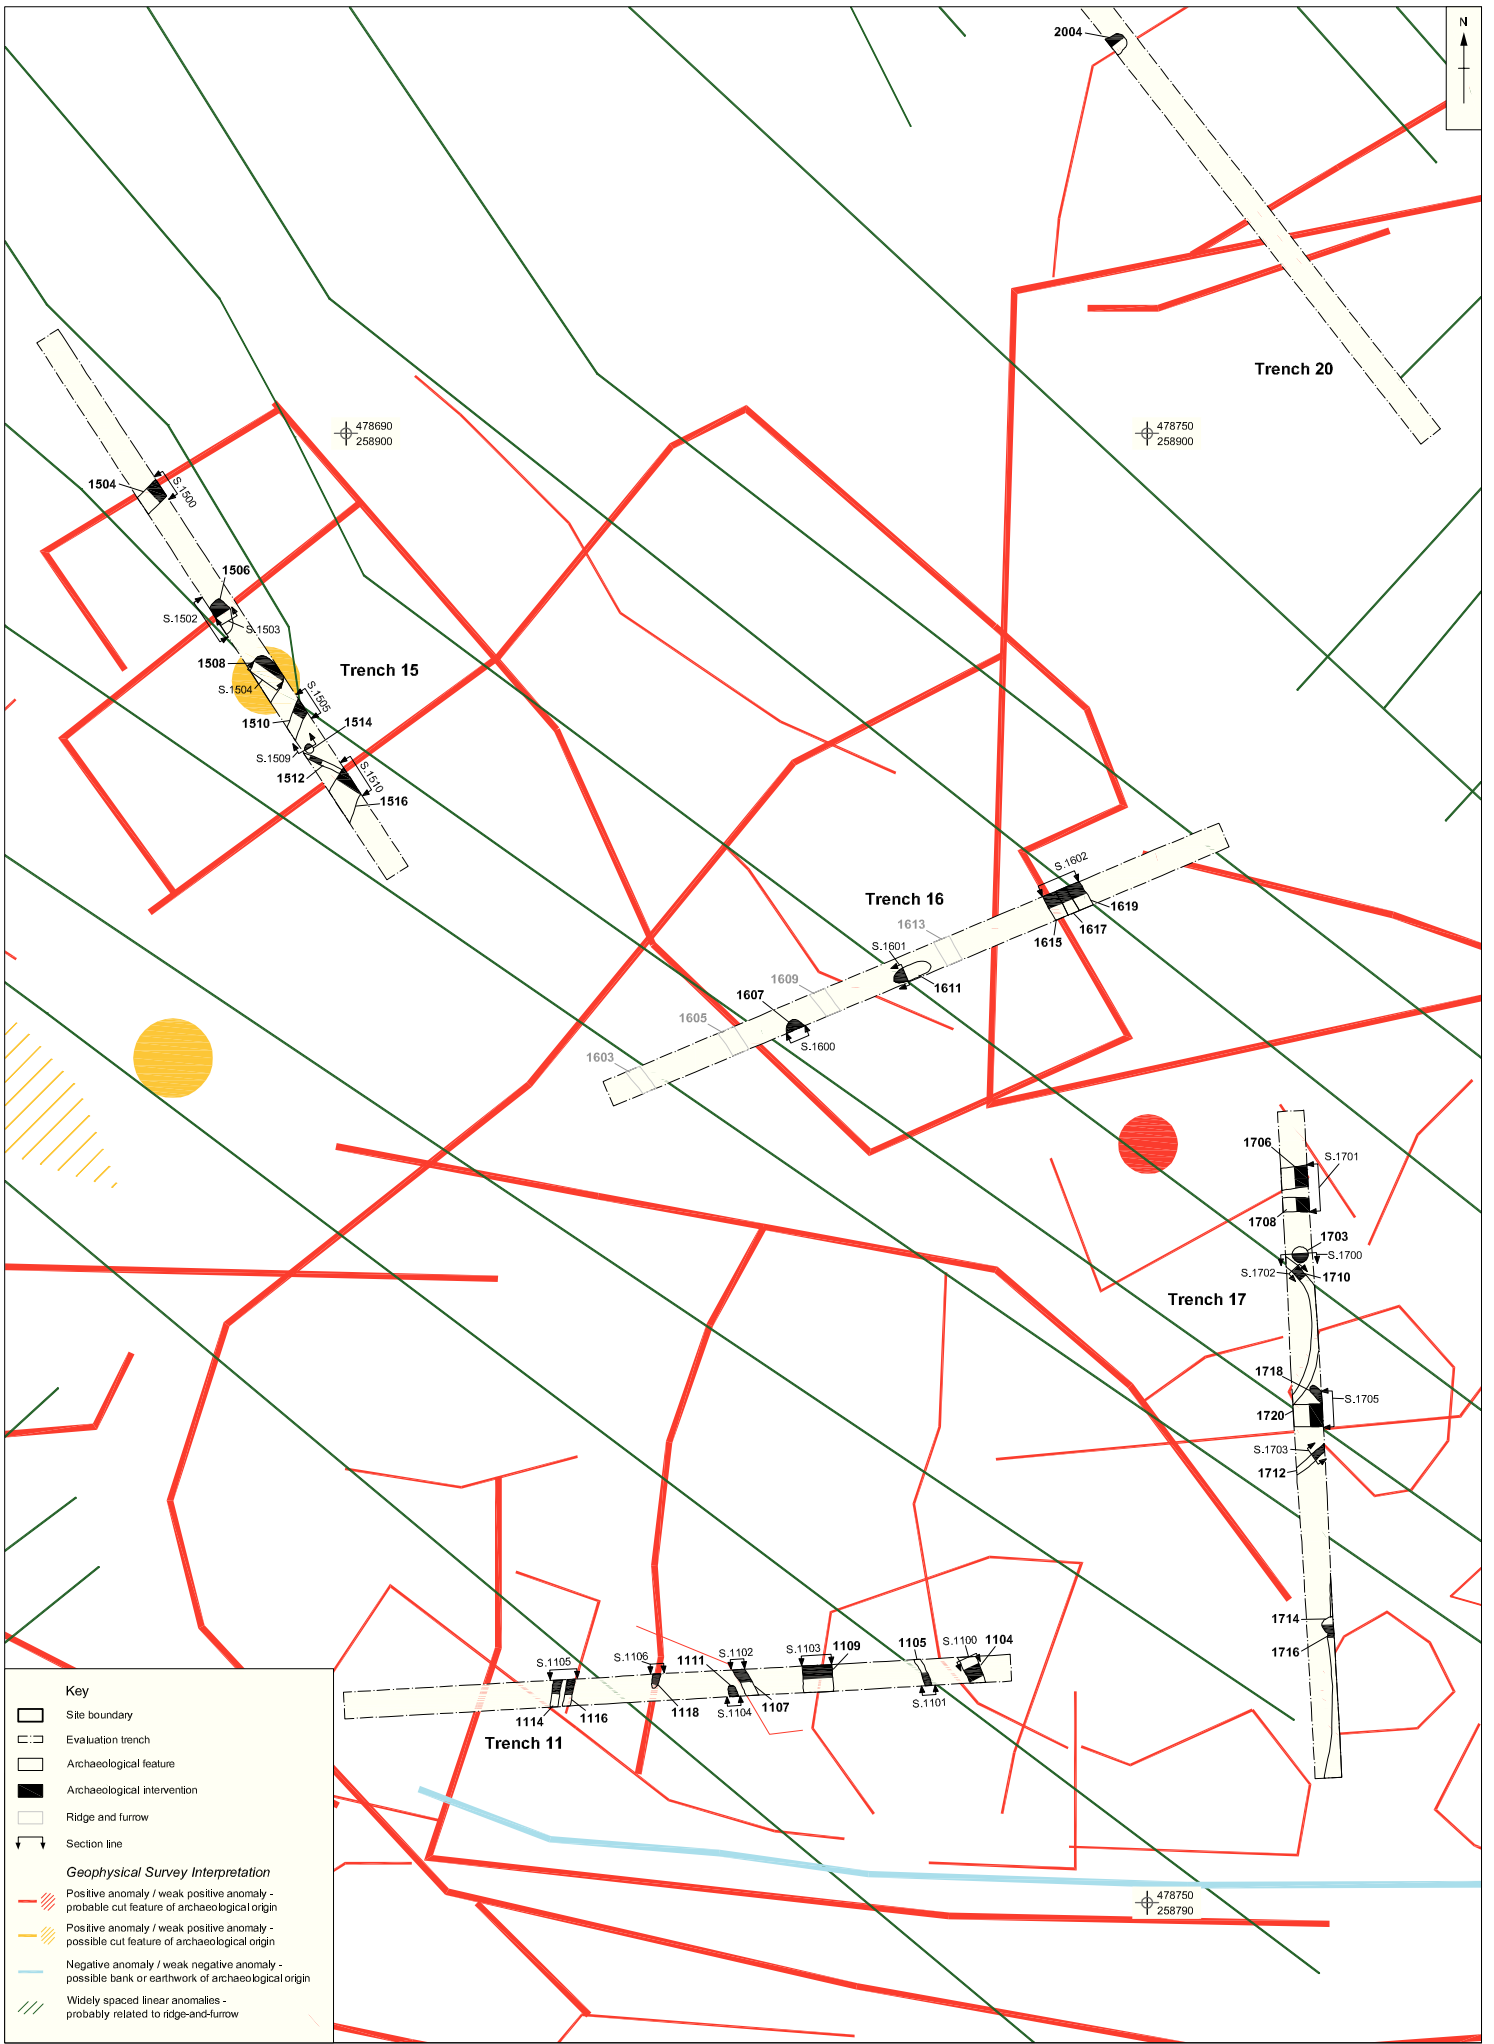 N
2004
Trench 20
478690
258900
478750
258900
1504
S.1500
1506
S.1502
S.1503
1508
S.1504
Trench 15
S.1505
1510
1514
S.1509
1512
S.1510
1516
S.1602
Trench 16
1619
1617
1615
1613
S.1601
1611
1609
1607
S.1600
1605
1603
1706
S.1701
1708
1703
S.1700
S.1702
1710
Trench 17
1718
S.1705
1720
S.1703
1712
1714
1716
S.1105
S.1106
1111
S.1102
S.1103
1109
1105
S.1100
1104
1114
1116
1118
S.1104
1107
S.1101
Trench 11
478750
258790
Key
Site boundary
Evaluation trench
Archaeological feature
Archaeological intervention
Ridge and furrow
Section line
Geophysical Survey Interpretation
Positive anomaly / weak positive anomaly -
probable cut feature of archaeological origin
Positive anomaly / weak positive anomaly -
possible cut feature of archaeological origin
Negative anomaly / weak negative anomaly -
possible bank or earthwork of archaeological origin
Widely spaced linear anomalies -
probably related to ridge-and-furrow